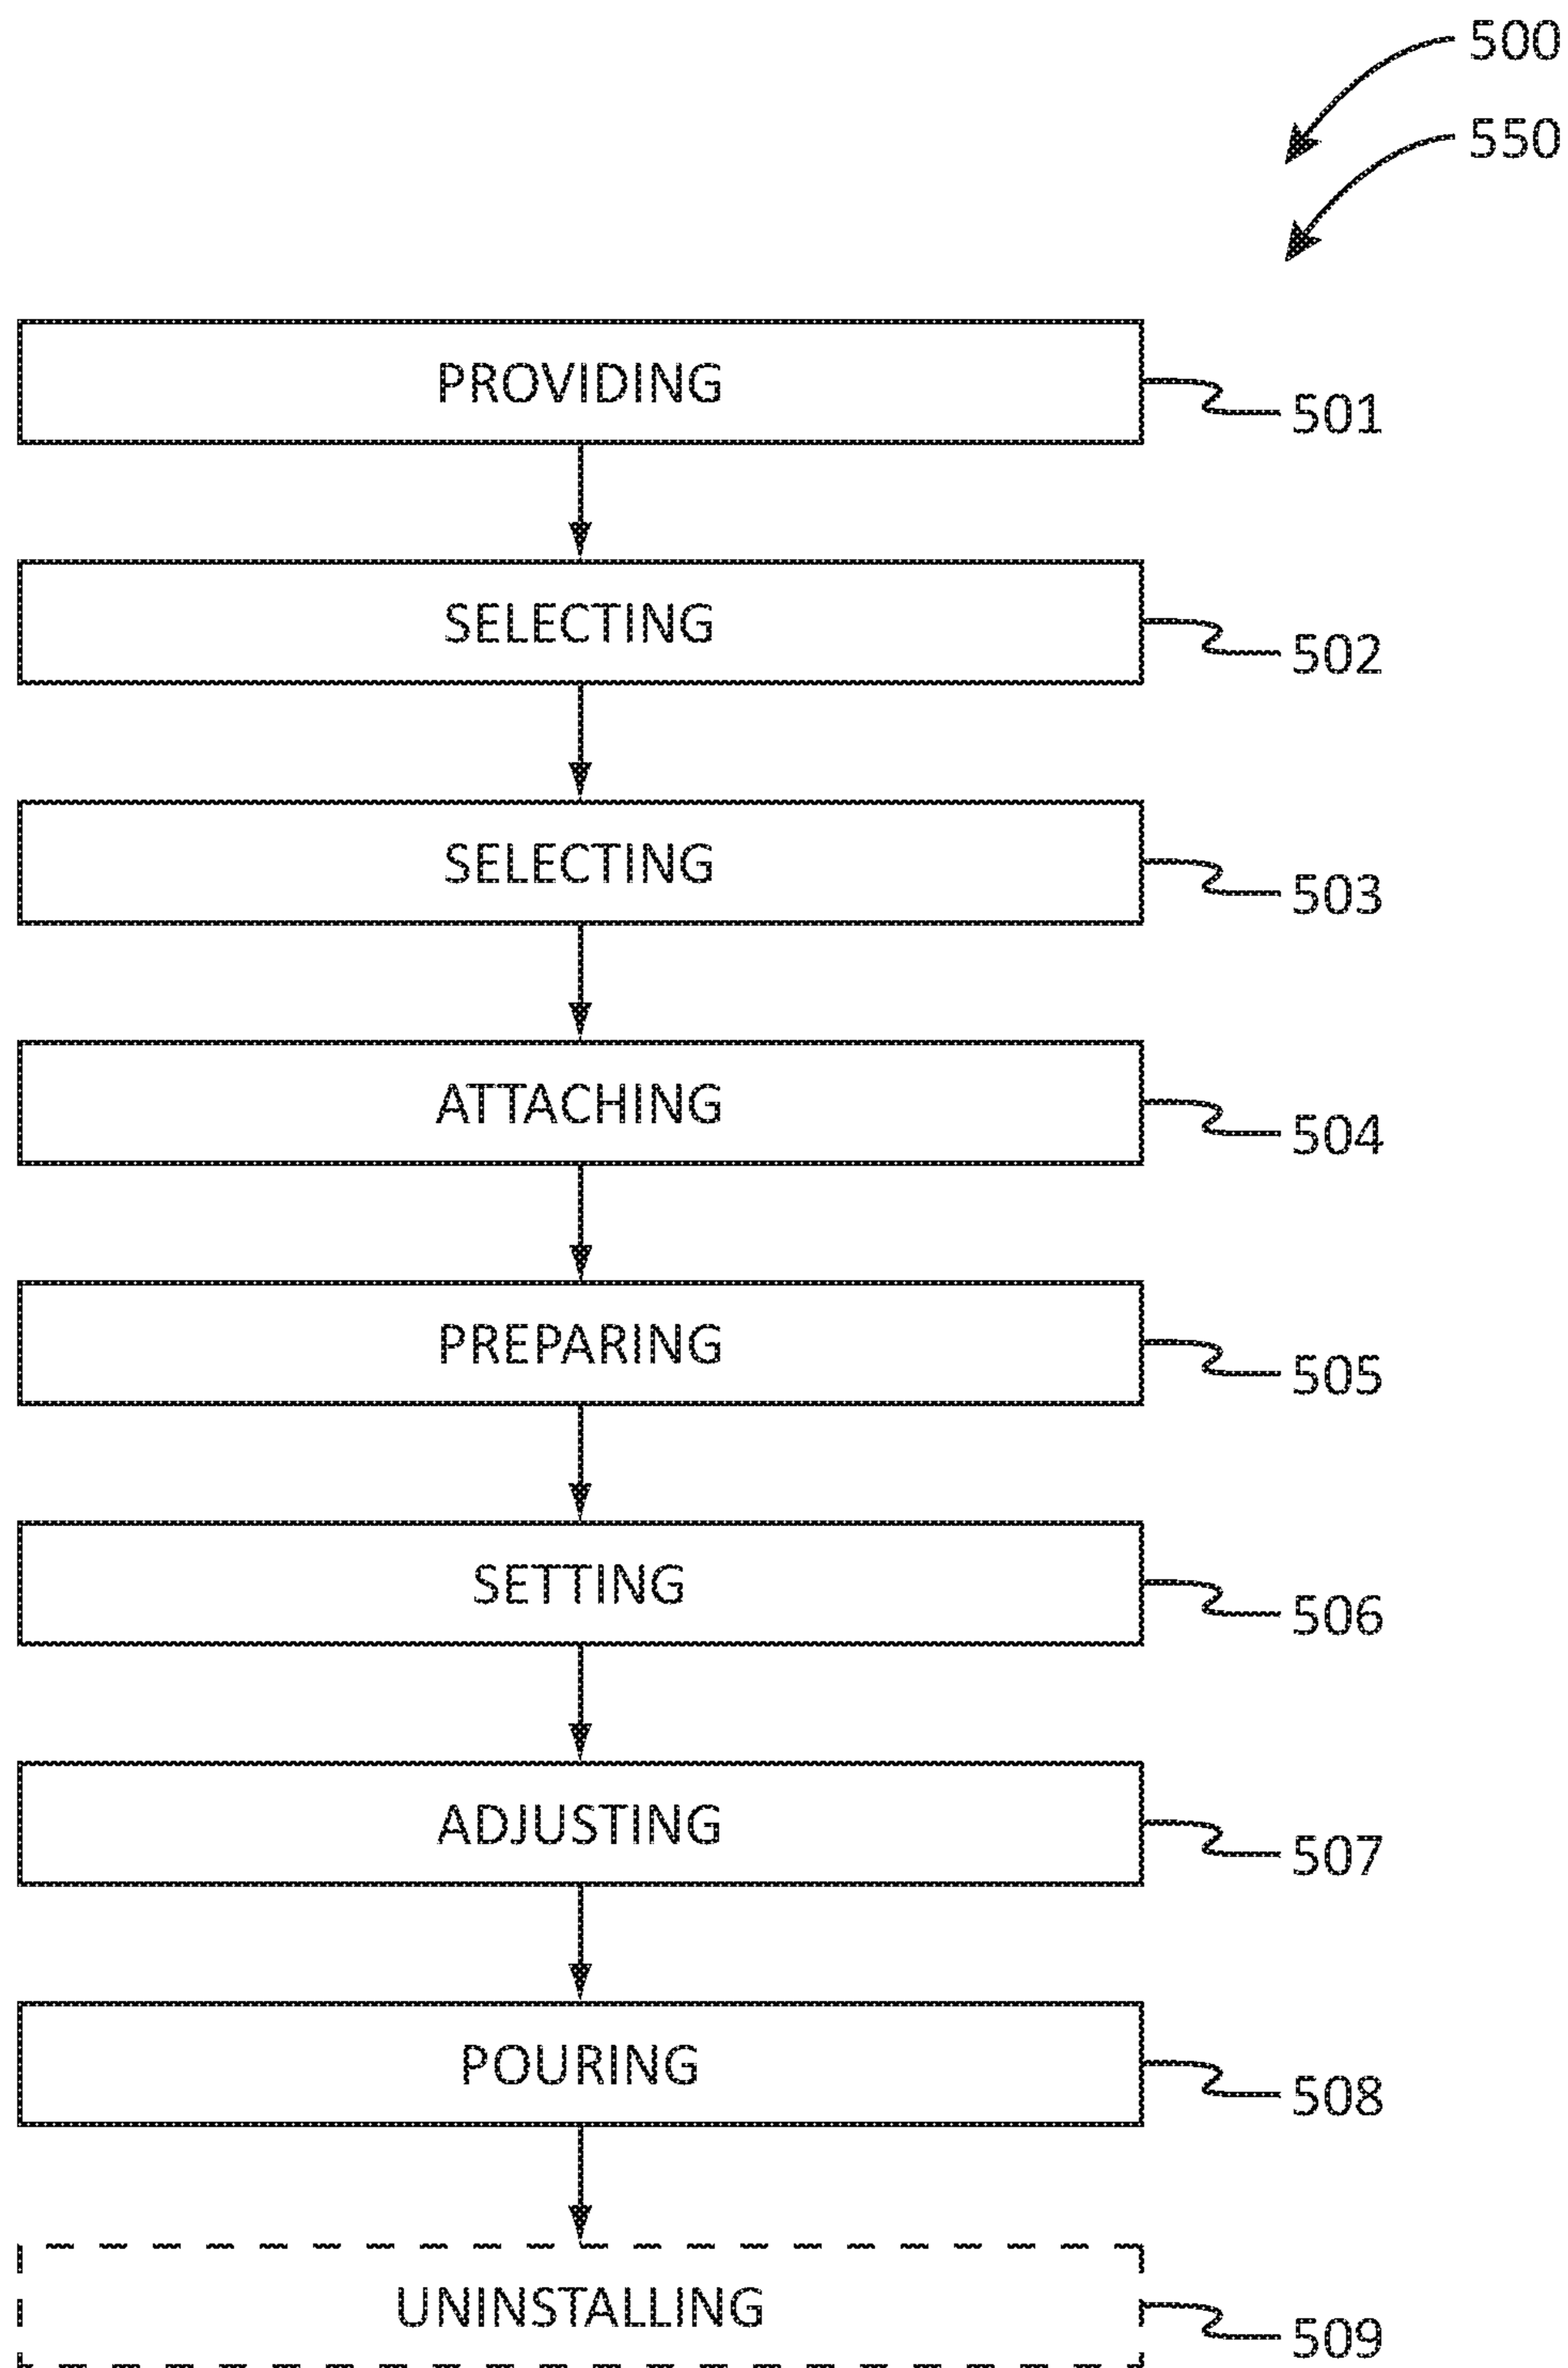 500
550
PROVIDING
501
SELECTING
502
SELECTING
503
ATTACHING
504
PREPARING
505
SETTING
506
ADJUSTING
507
POURING
508
UNINSTALLING
509